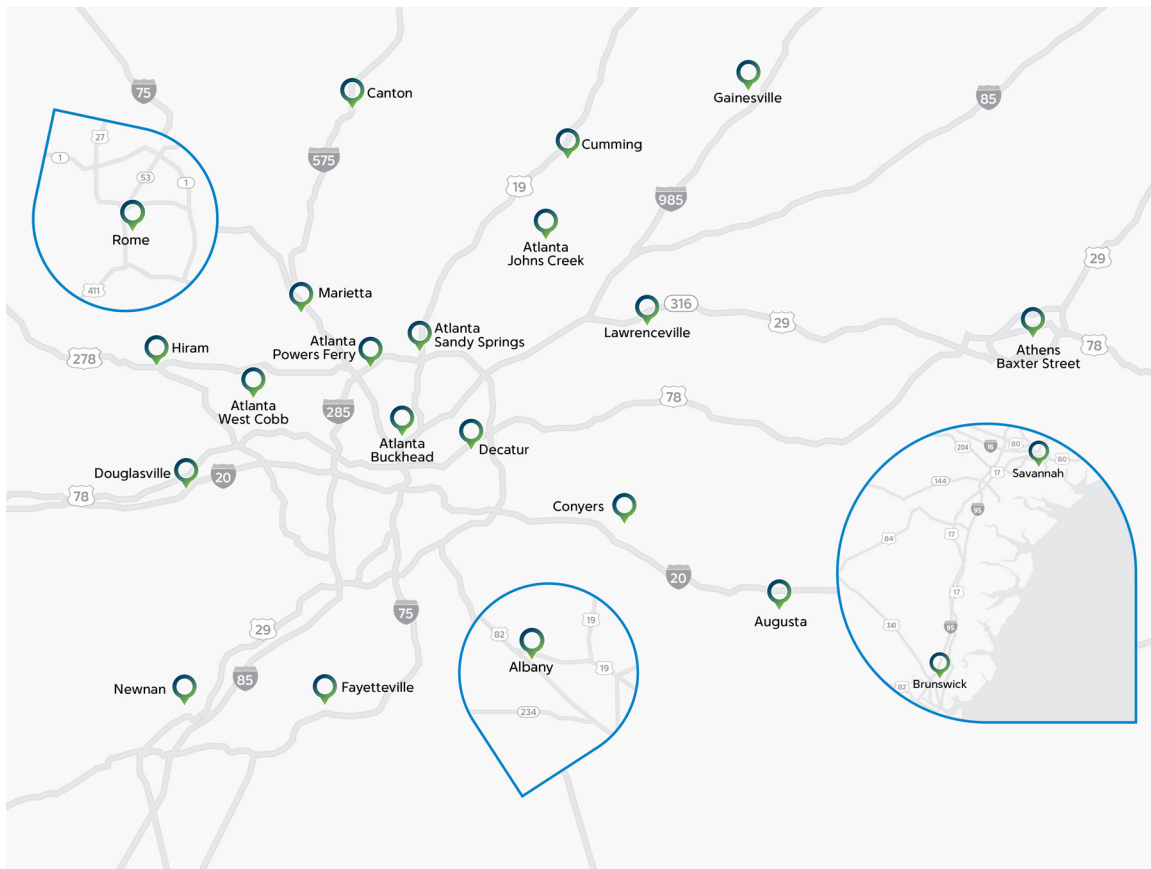 75
Canton
Gainesville
85
27
Cumming
575
1
53
1
19
985
Rome
Atlanta
Johns Creek
29
411
Marietta
316
Lawrenceville
29
Atlanta
Sandy Springs
Atlanta
Powers Ferry
Hiram
278
Athens
Baxter Street
78
Atlanta
West Cobb
285
78
Atlanta
Buckhead
Decatur
Douglasville
20
78
Conyers
204
16
80
80
Savannah
17
144
95
84
17
20
17
Augusta
75
29
341
95
82
19
Albany
19
85
Newnan
Fayetteville
234
Brunswick
82